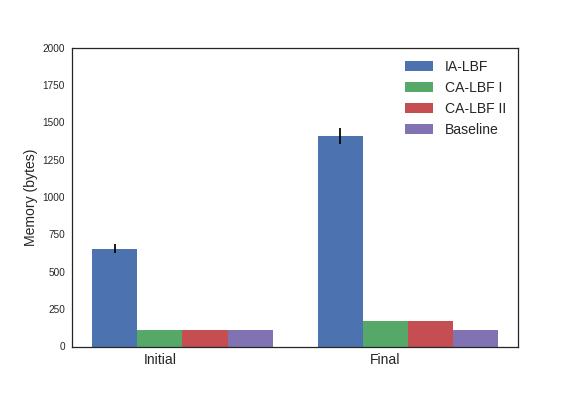 2000
1750
1500
1250
1000
750
500
250
0
Memory (bytes)
IA-LBF
CA-LBF I
CA-LBF II
Baseline
Initial
Final